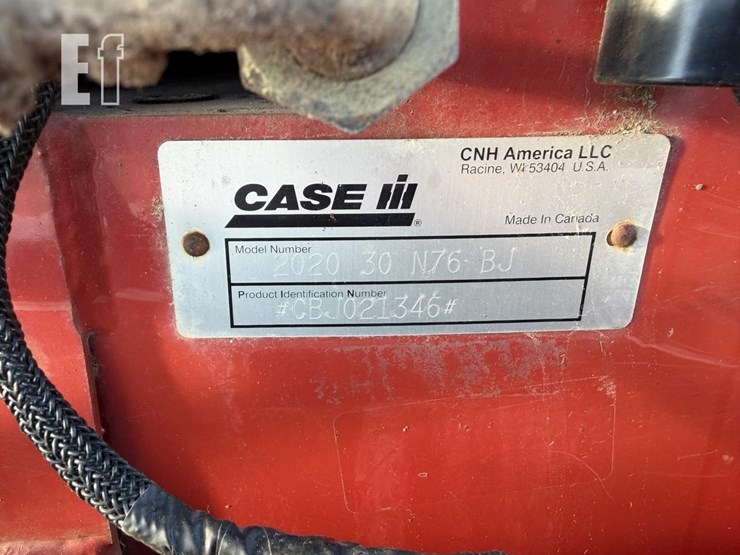 Ef
CNH America LLC
Racine, WI 53404 U.S.A.
CASE IH
®
Made In Canada
Model Number
2020 30 N76-BJ
Product Identification Number
#CBJ021346#